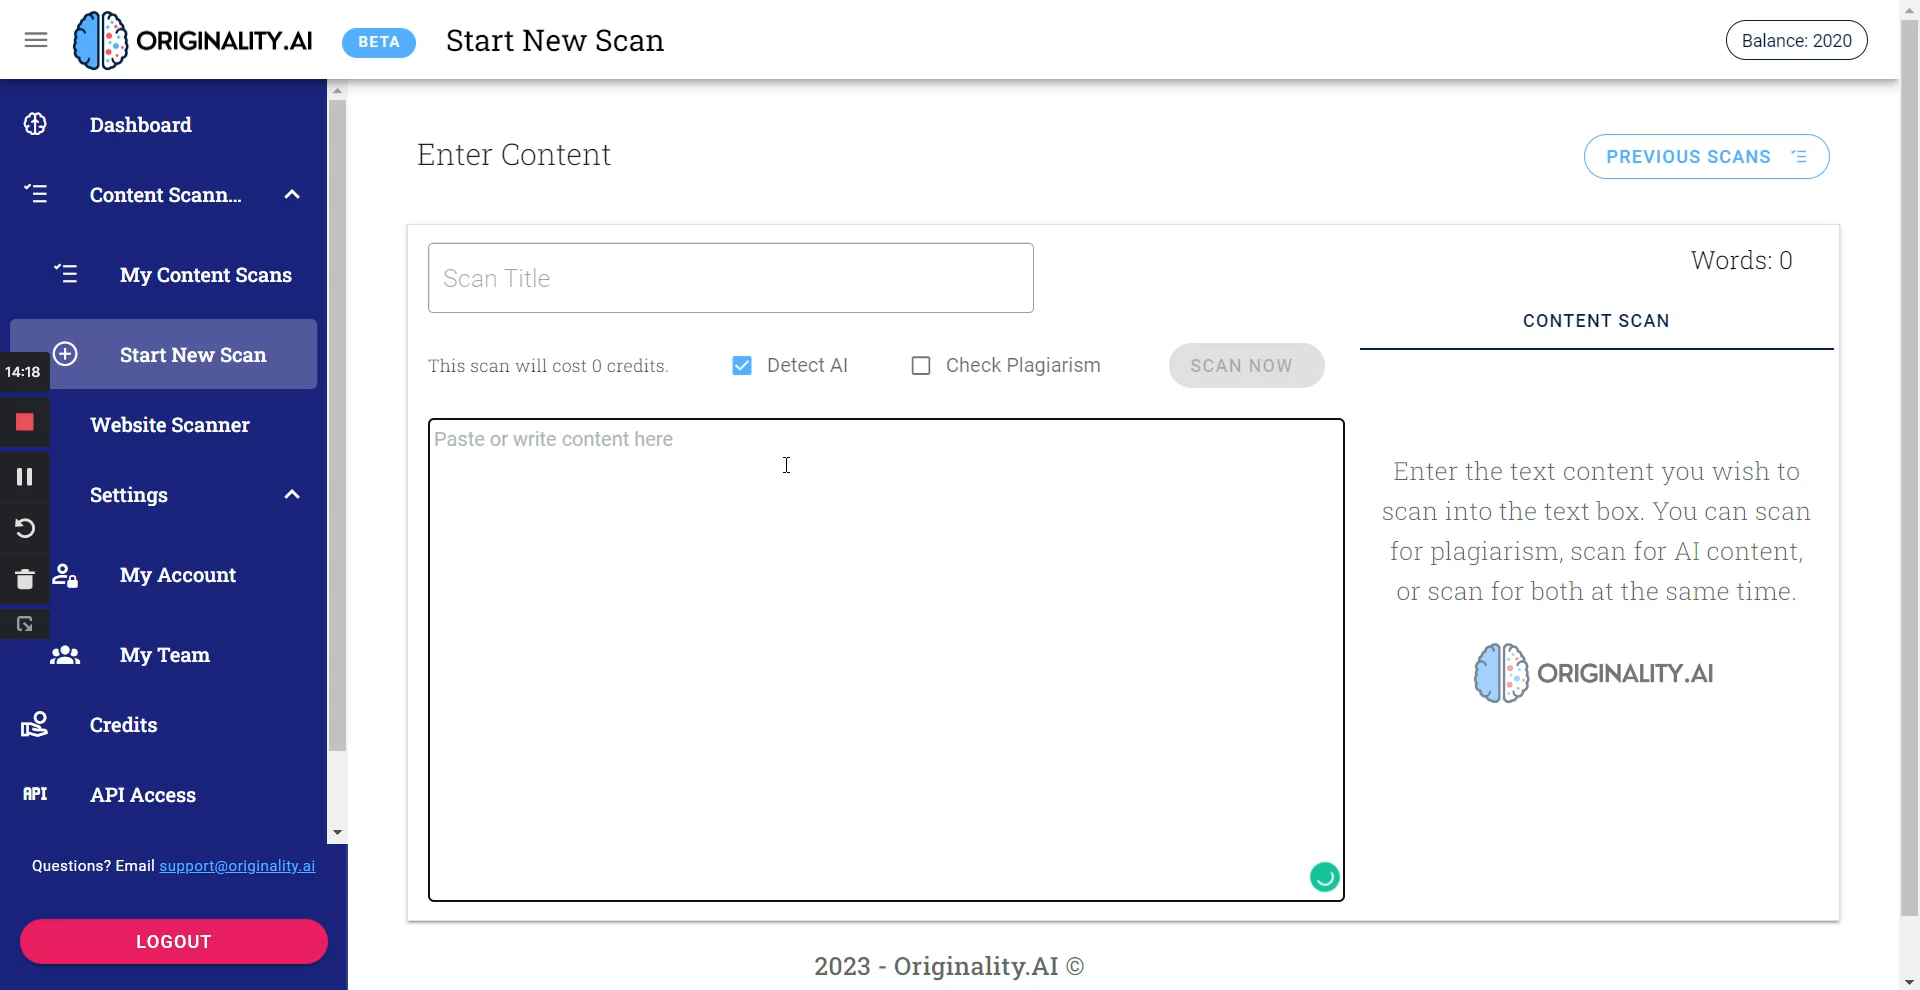 ORIGINALITY.AI
BETA
Start New Scan
Balance: 2020
Dashboard
Content Scann...
My Content Scans
Start New Scan
14:18
Website Scanner
Settings
My Account
My Team
Credits
API
API Access
Questions? Email support@originality.ai
LOGOUT
Enter Content
PREVIOUS SCANS
Scan Title
Words: 0
CONTENT SCAN
This scan will cost 0 credits.
Detect AI
Check Plagiarism
SCAN NOW
Paste or write content here
Enter the text content you wish to
scan into the text box. You can scan
for plagiarism, scan for AI content,
or scan for both at the same time.
ORIGINALITY.AI
2023 - Originality.AI ©